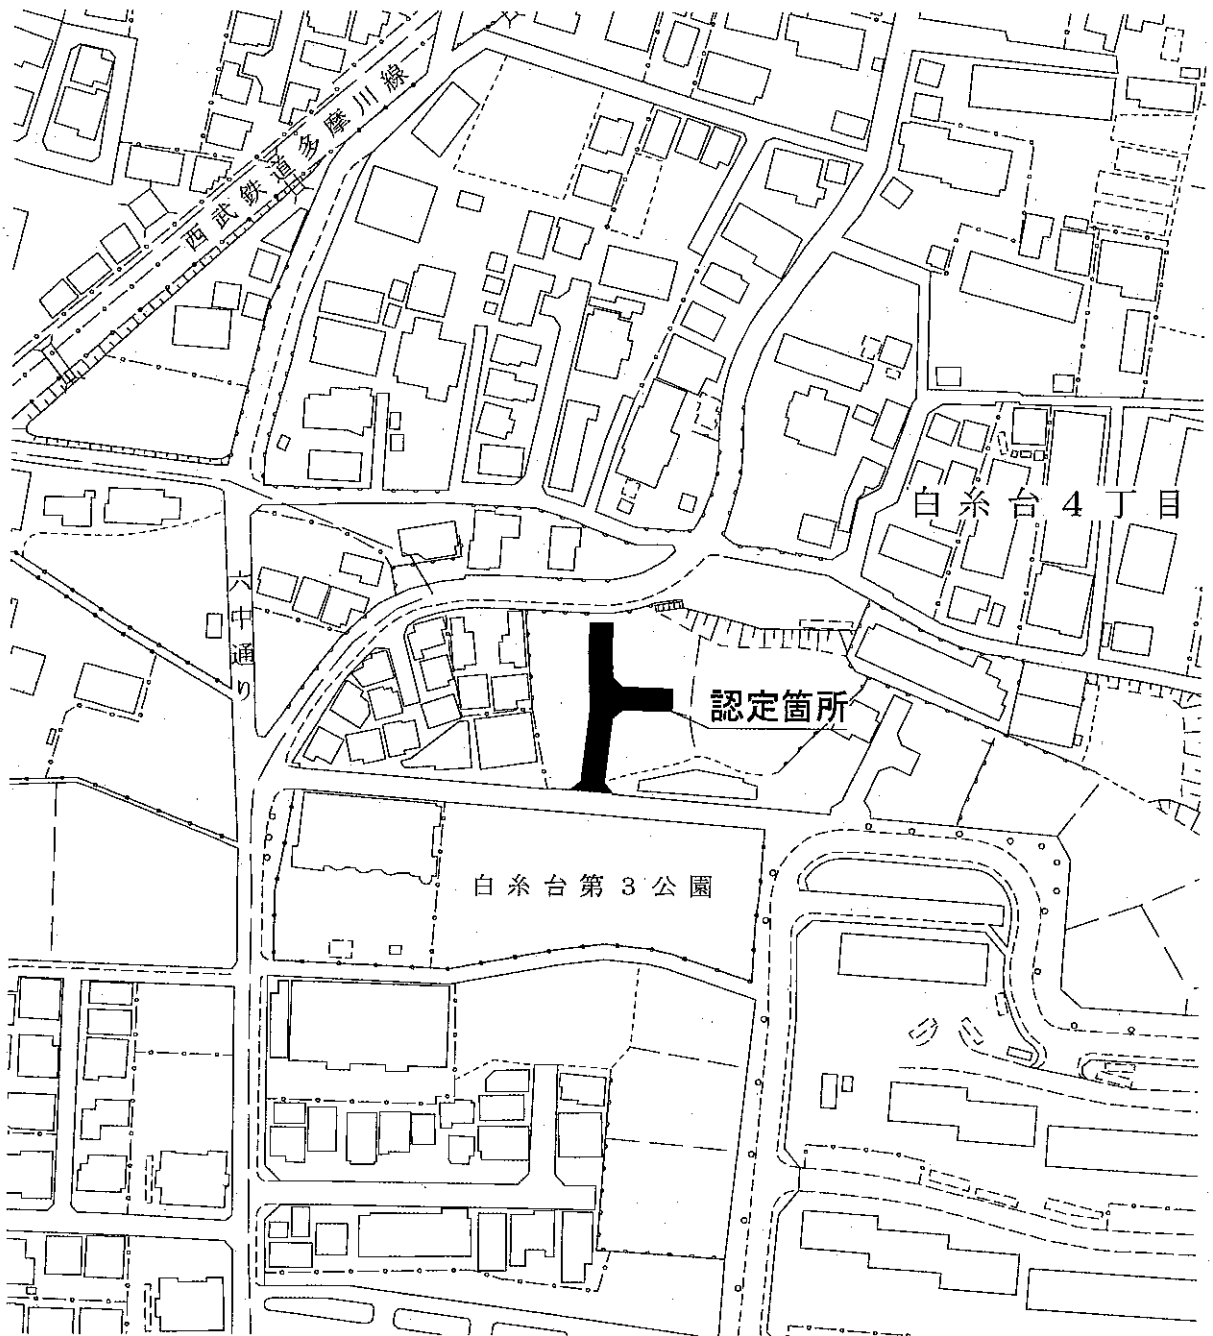 西武鉄道多摩川線
白糸台4丁目
六中通り
認定箇所
白糸台第3公園